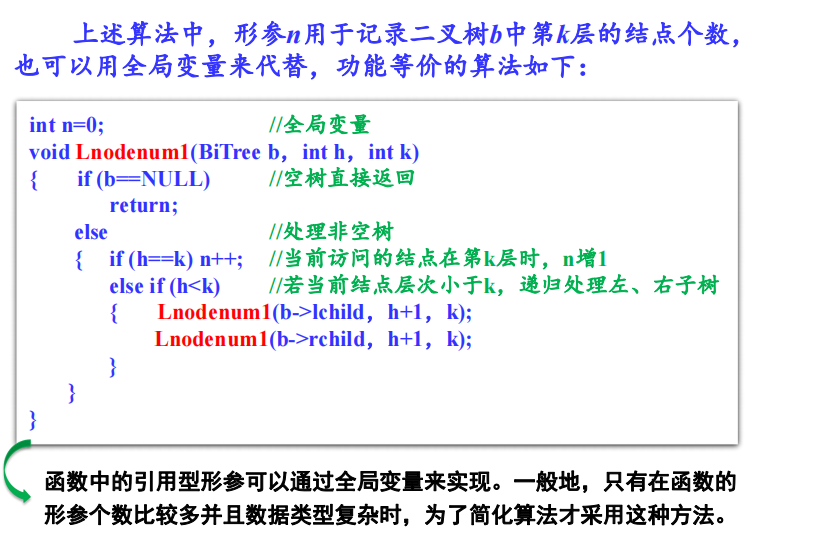 上述算法中，形参n用于记录二叉树b中第k层的结点个数，
也可以用全局变量来代替，功能等价的算法如下：
int n=0; //全局变量
void Lnodenum1(BiTree b，int h，int k)
{ if (b==NULL) //空树直接返回
return;
else //处理非空树
{ if (h==k) n++; //当前访问的结点在第k层时，n增1
else if (h<k) //若当前结点层次小于k，递归处理左、右子树
{ Lnodenum1(b->lchild，h+1，k);
Lnodenum1(b->rchild，h+1，k);
}
}
}
函数中的引用型形参可以通过全局变量来实现。一般地，只有在函数的
形参个数比较多并且数据类型复杂时，为了简化算法才采用这种方法。